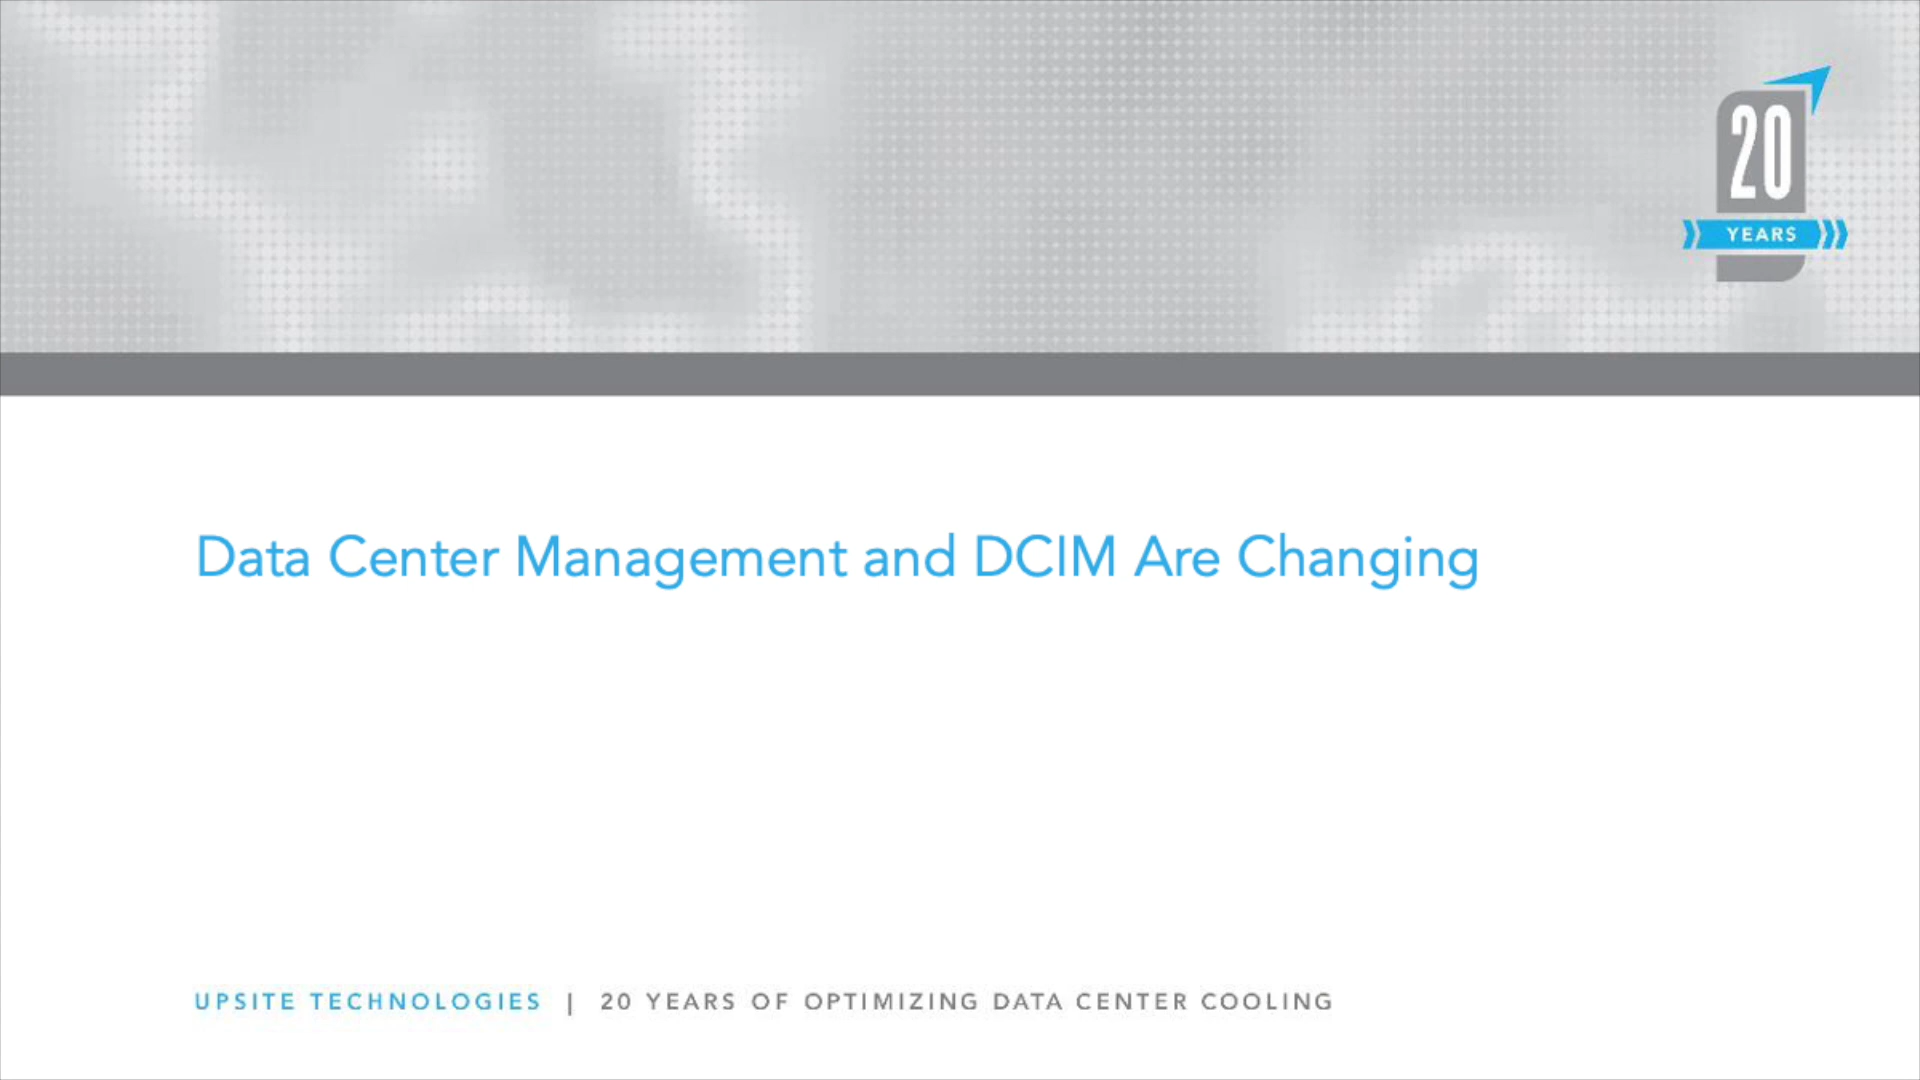 20
YEARS
Data Center Management and DCIM Are Changing
UPSITE TECHNOLOGIES | 20 YEARS OF OPTIMIZING DATA CENTER COOLING